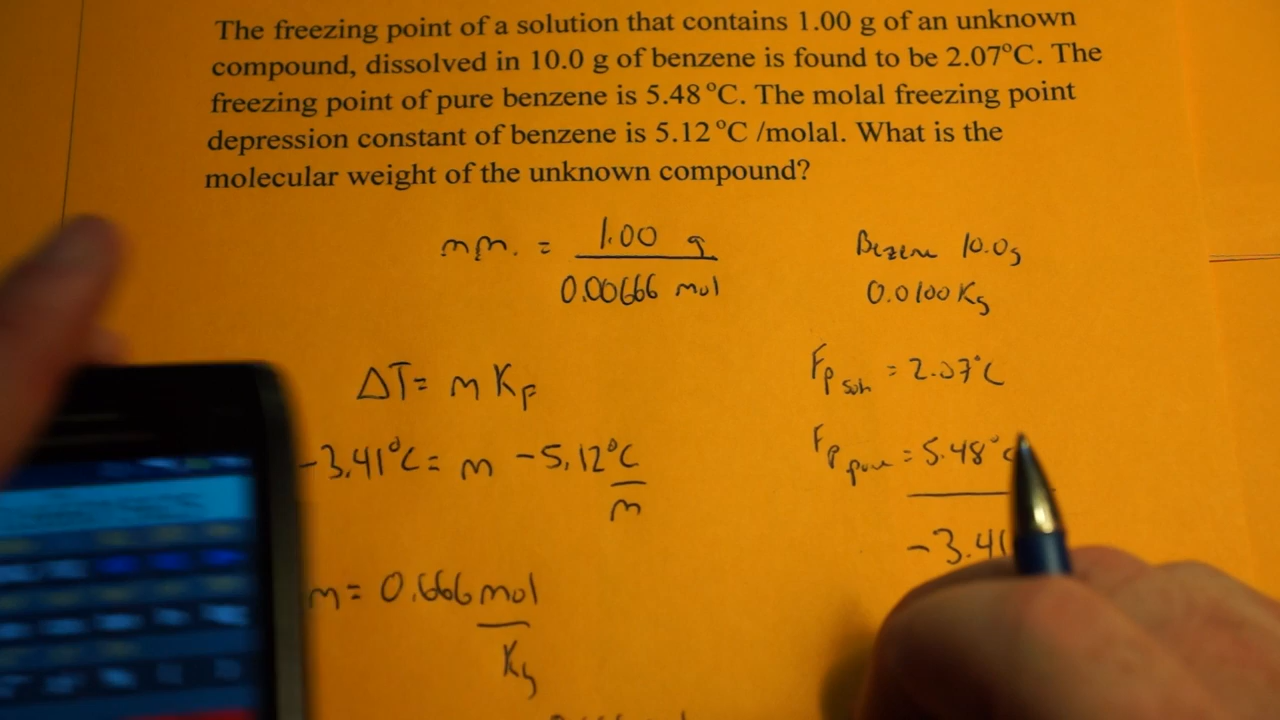 The freezing point of a solution that contains 1.00 g of an unknown
compound, dissolved in 10.0 g of benzene is found to be 2.07°C. The
freezing point of pure benzene is 5.48 °C. The molal freezing point
depression constant of benzene is 5.12 °C /molal. What is the
molecular weight of the unknown compound?
mm. = 1.00 g
0.00666 mol
Bezene 10.0g
0.0100 Kg
ΔT = m KF
Fp soln = 2.07°C
-3.41°C = m -5.12°C
m
Fp pure = 5.48°C
-3.41
m = 0.666 mol
Kg